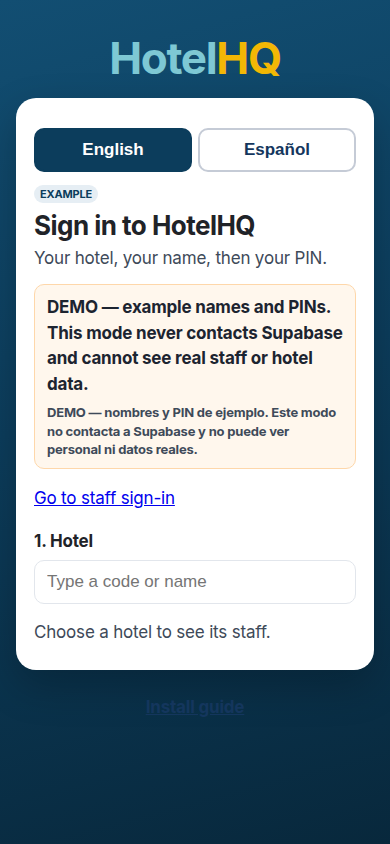 HotelHQ
English
Español
EXAMPLE
Sign in to HotelHQ
Your hotel, your name, then your PIN.
DEMO — example names and PINs.
This mode never contacts Supabase
and cannot see real staff or hotel
data.
DEMO — nombres y PIN de ejemplo. Este modo
no contacta a Supabase y no puede ver
personal ni datos reales.
Go to staff sign-in
1. Hotel
Type a code or name
Choose a hotel to see its staff.
Install guide